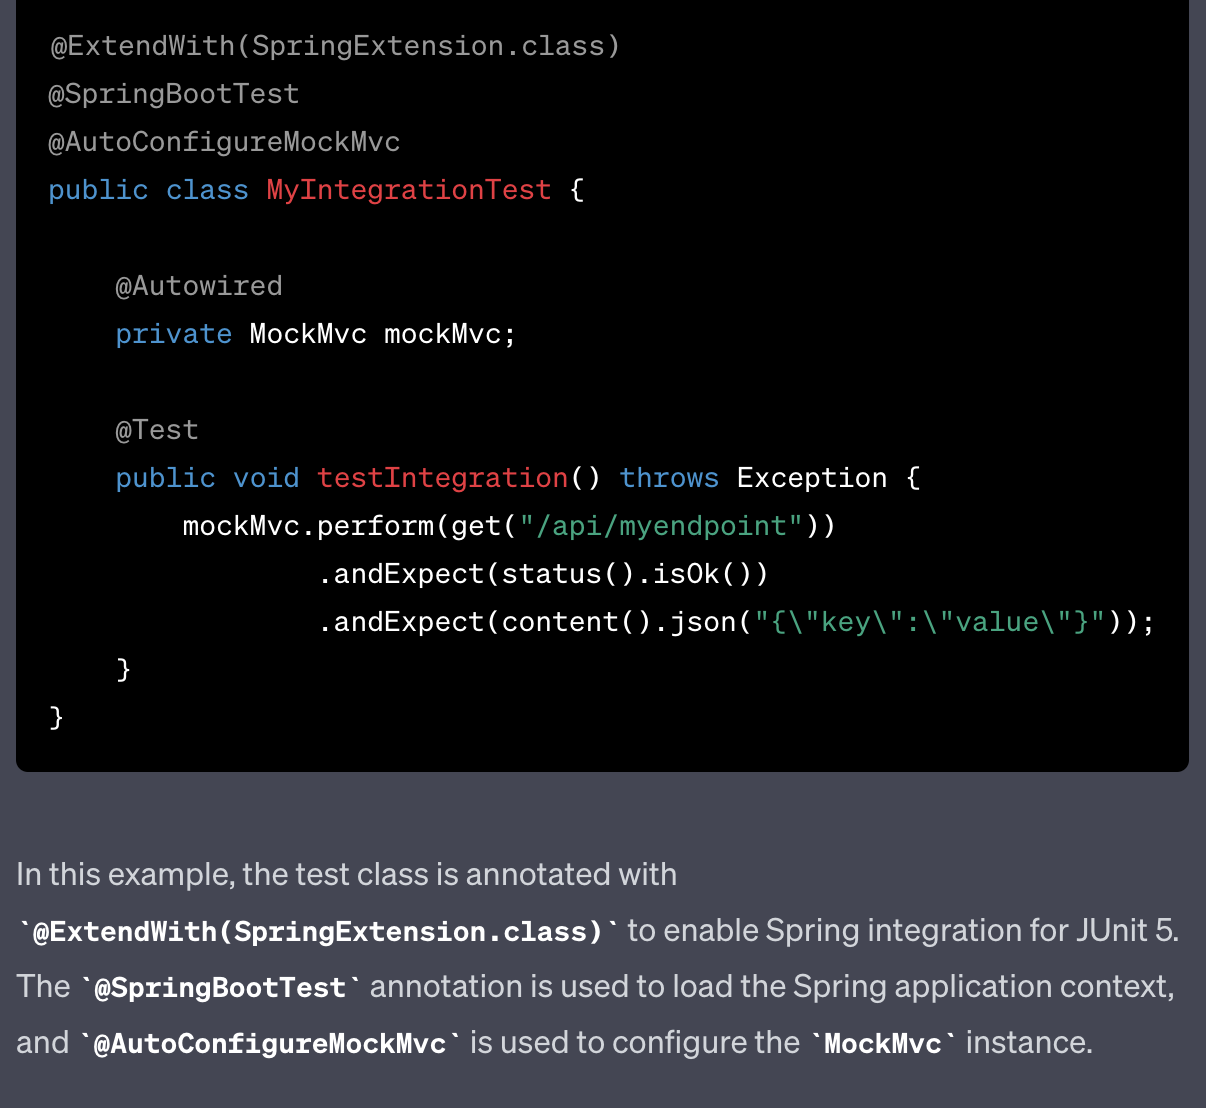 @ExtendWith(SpringExtension.class)
@SpringBootTest
@AutoConfigureMockMvc
public class MyIntegrationTest {
@Autowired
private MockMvc mockMvc;
@Test
public void testIntegration() throws Exception {
mockMvc.perform(get("/api/myendpoint"))
.andExpect(status().isOk())
.andExpect(content().json("{\"key\":\"value\"}"));
}
}
In this example, the test class is annotated with
`@ExtendWith(SpringExtension.class)` to enable Spring integration for JUnit 5.
The `@SpringBootTest` annotation is used to load the Spring application context,
and `@AutoConfigureMockMvc` is used to configure the `MockMvc` instance.